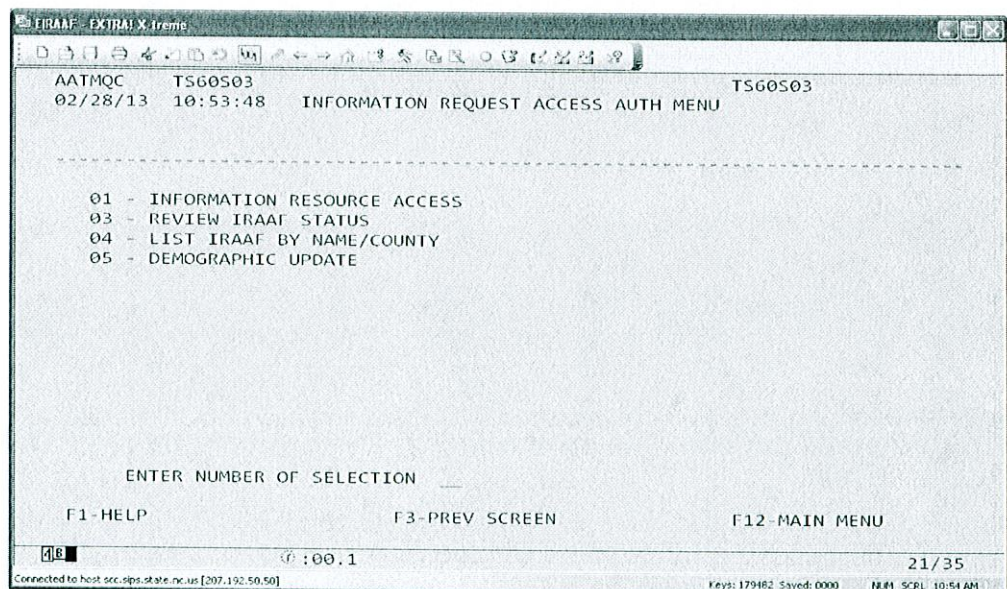 EIRAAF - EXTRA! X-treme
AATMQC TS60S03 TS60S03
02/28/13 10:53:48 INFORMATION REQUEST ACCESS AUTH MENU
01 - INFORMATION RESOURCE ACCESS
03 - REVIEW IRAAF STATUS
04 - LIST IRAAF BY NAME/COUNTY
05 - DEMOGRAPHIC UPDATE
ENTER NUMBER OF SELECTION __
F1-HELP F3-PREV SCREEN F12-MAIN MENU
AB :00.1 21/35
Connected to host scc.sips.state.nc.us [207.192.50.50] Keys: 179482 Saved: 0000 NUM SCRL 10:54 AM